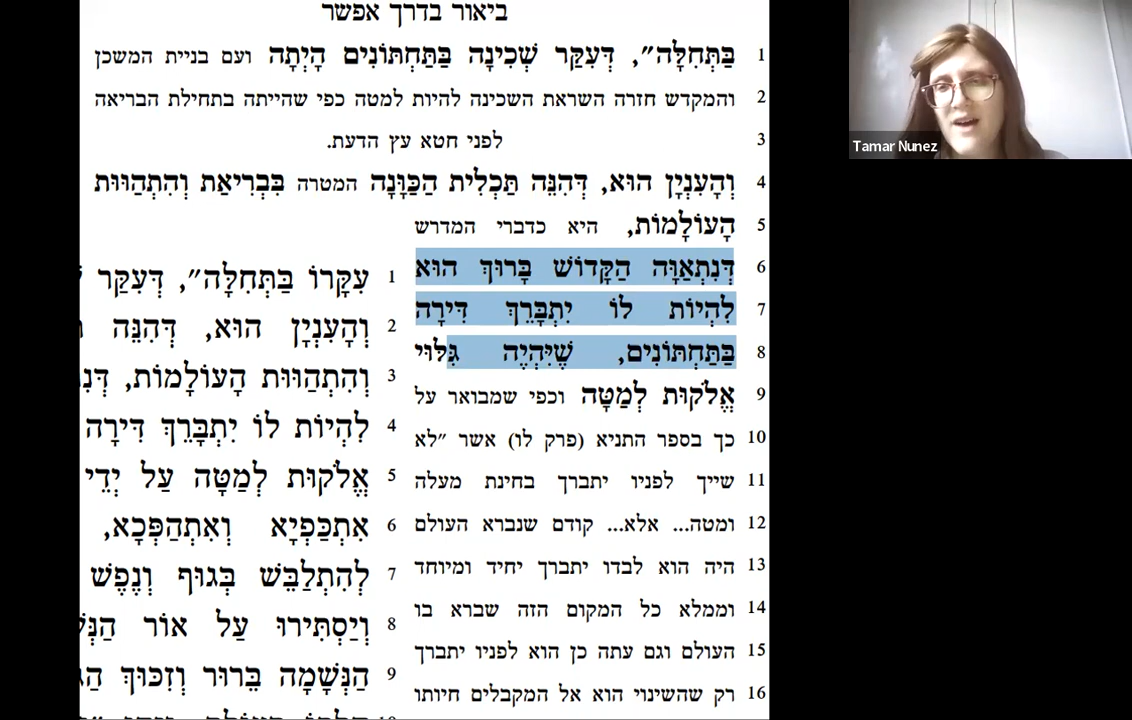 ביאור בדרך אפשר
בַּתְּחִלָּה״, דְּעִקַּר שְׁכִינָה בַּתַּחְתּוֹנִים הָיְתָה ועם בניית המשכן 1
והמקדש חזרה השראת השכינה להיות למטה כפי שהייתה בתחילת הבריאה 2
לפני חטא עץ הדעת. 3
וְהָעִנְיָן הוּא, דְּהִנֵּה תַּכְלִית הַכַּוָּנָה המטרה בִּבְרִיאַת וְהִתְהַוּוּת 4
הָעוֹלָמוֹת, היא כדברי המדרש 5
דְּנִתְאַוָּה הַקָּדוֹשׁ בָּרוּךְ הוּא 6
לִהְיוֹת לוֹ יִתְבָּרֵךְ דִּירָה 7
בַּתַּחְתּוֹנִים, שֶׁיִּהְיֶה גִּלּוּי 8
אֱלֹקוּת לְמַטָּה וכפי שמבואר על 9
כך בספר התניא (פרק לו) אשר ״לא 10
שייך לפניו יתברך בחינת מעלה 11
ומטה... אלא... קודם שנברא העולם 12
היה הוא לבדו יתברך יחיד ומיוחד 13
וממלא כל המקום הזה שברא בו 14
העולם וגם עתה כן הוא לפניו יתברך 15
רק שהשינוי הוא אל המקבלים חיותו 16
עִקָּרוֹ בַּתְּחִלָּה״, דְּעִקַּר 1
וְהָעִנְיָן הוּא, דְּהִנֵּה 2
וְהִתְהַוּוּת הָעוֹלָמוֹת, 3
לִהְיוֹת לוֹ יִתְבָּרֵךְ דִּירָה 4
אֱלֹקוּת לְמַטָּה עַל יְדֵי 5
אִתְכַּפְיָא וְאִתְהַפְּכָא, 6
לְהִתְלַבֵּשׁ בְּגוּף וְנֶפֶשׁ 7
וְיַסְתִּירוּ עַל אוֹר 8
הַנְּשָׁמָה בֵּרוּר וְזִכּוּךְ 9
Tamar Nunez